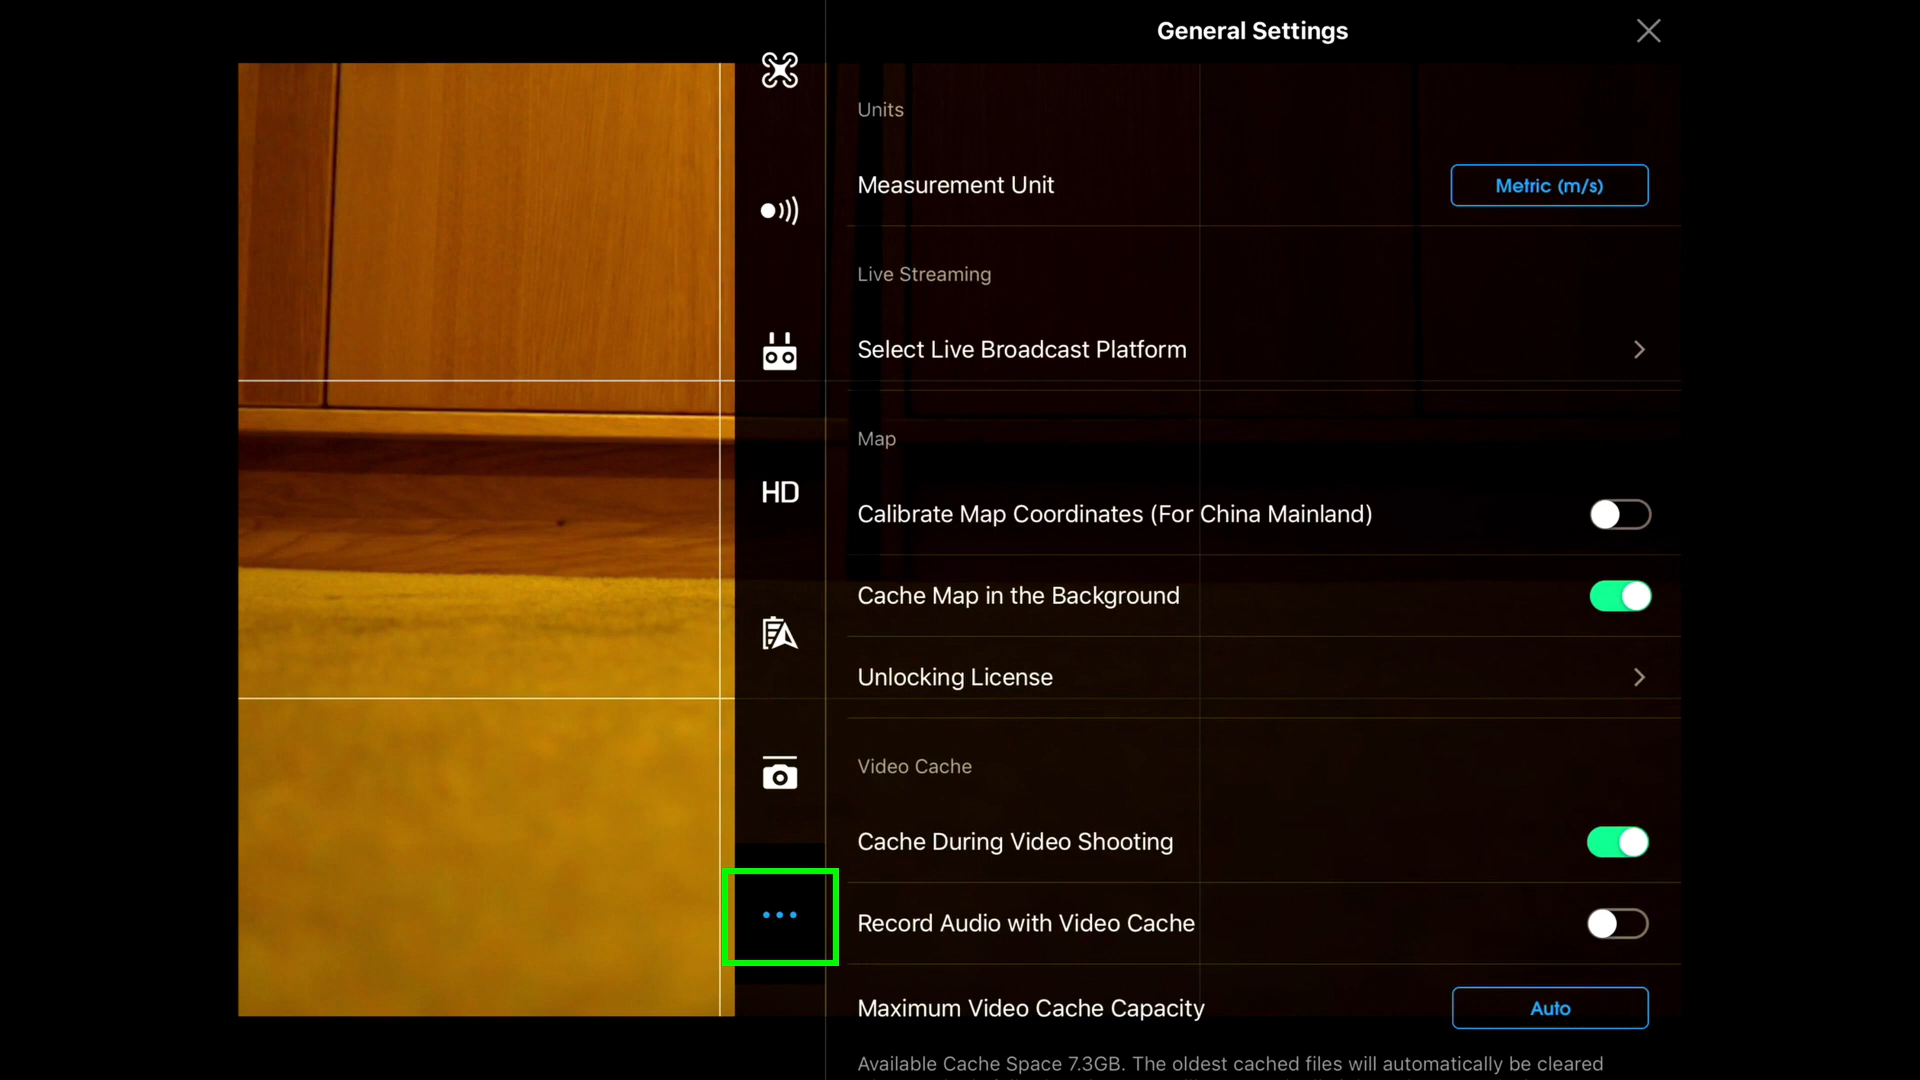 General Settings
Units
Measurement Unit
Metric (m/s)
Live Streaming
Select Live Broadcast Platform
Map
HD
Calibrate Map Coordinates (For China Mainland)
Cache Map in the Background
Unlocking License
Video Cache
Cache During Video Shooting
Record Audio with Video Cache
Maximum Video Cache Capacity
Auto
Available Cache Space 7.3GB. The oldest cached files will automatically be cleared